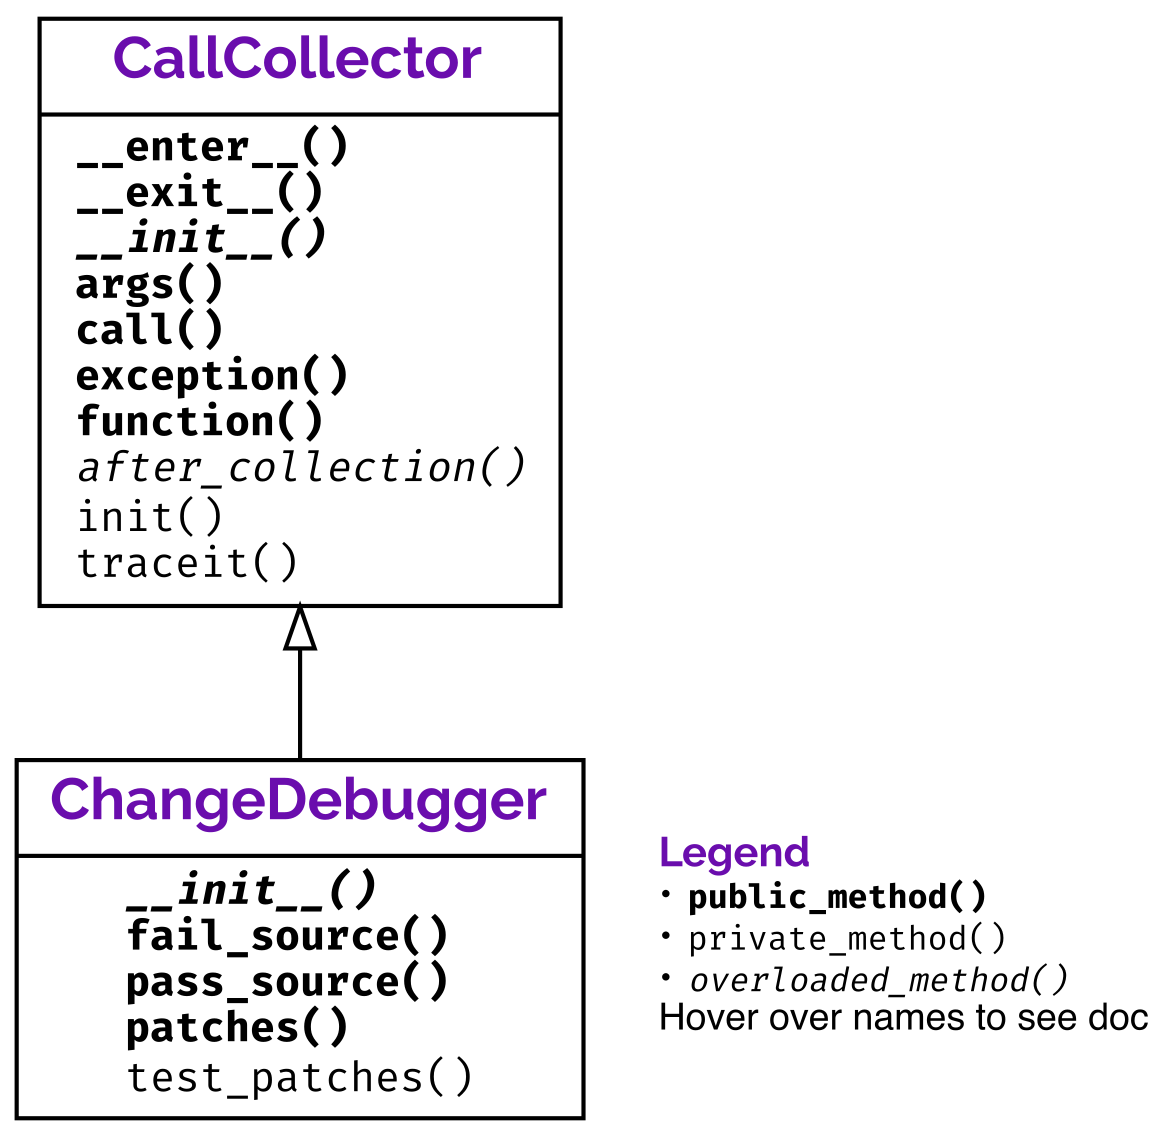 CallCollector
__enter__()
__exit__()
__init__()
args()
call()
exception()
function()
after_collection()
init()
traceit()
ChangeDebugger
__init__()
fail_source()
pass_source()
patches()
test_patches()
Legend
• public_method()
• private_method()
• overloaded_method()
Hover over names to see doc